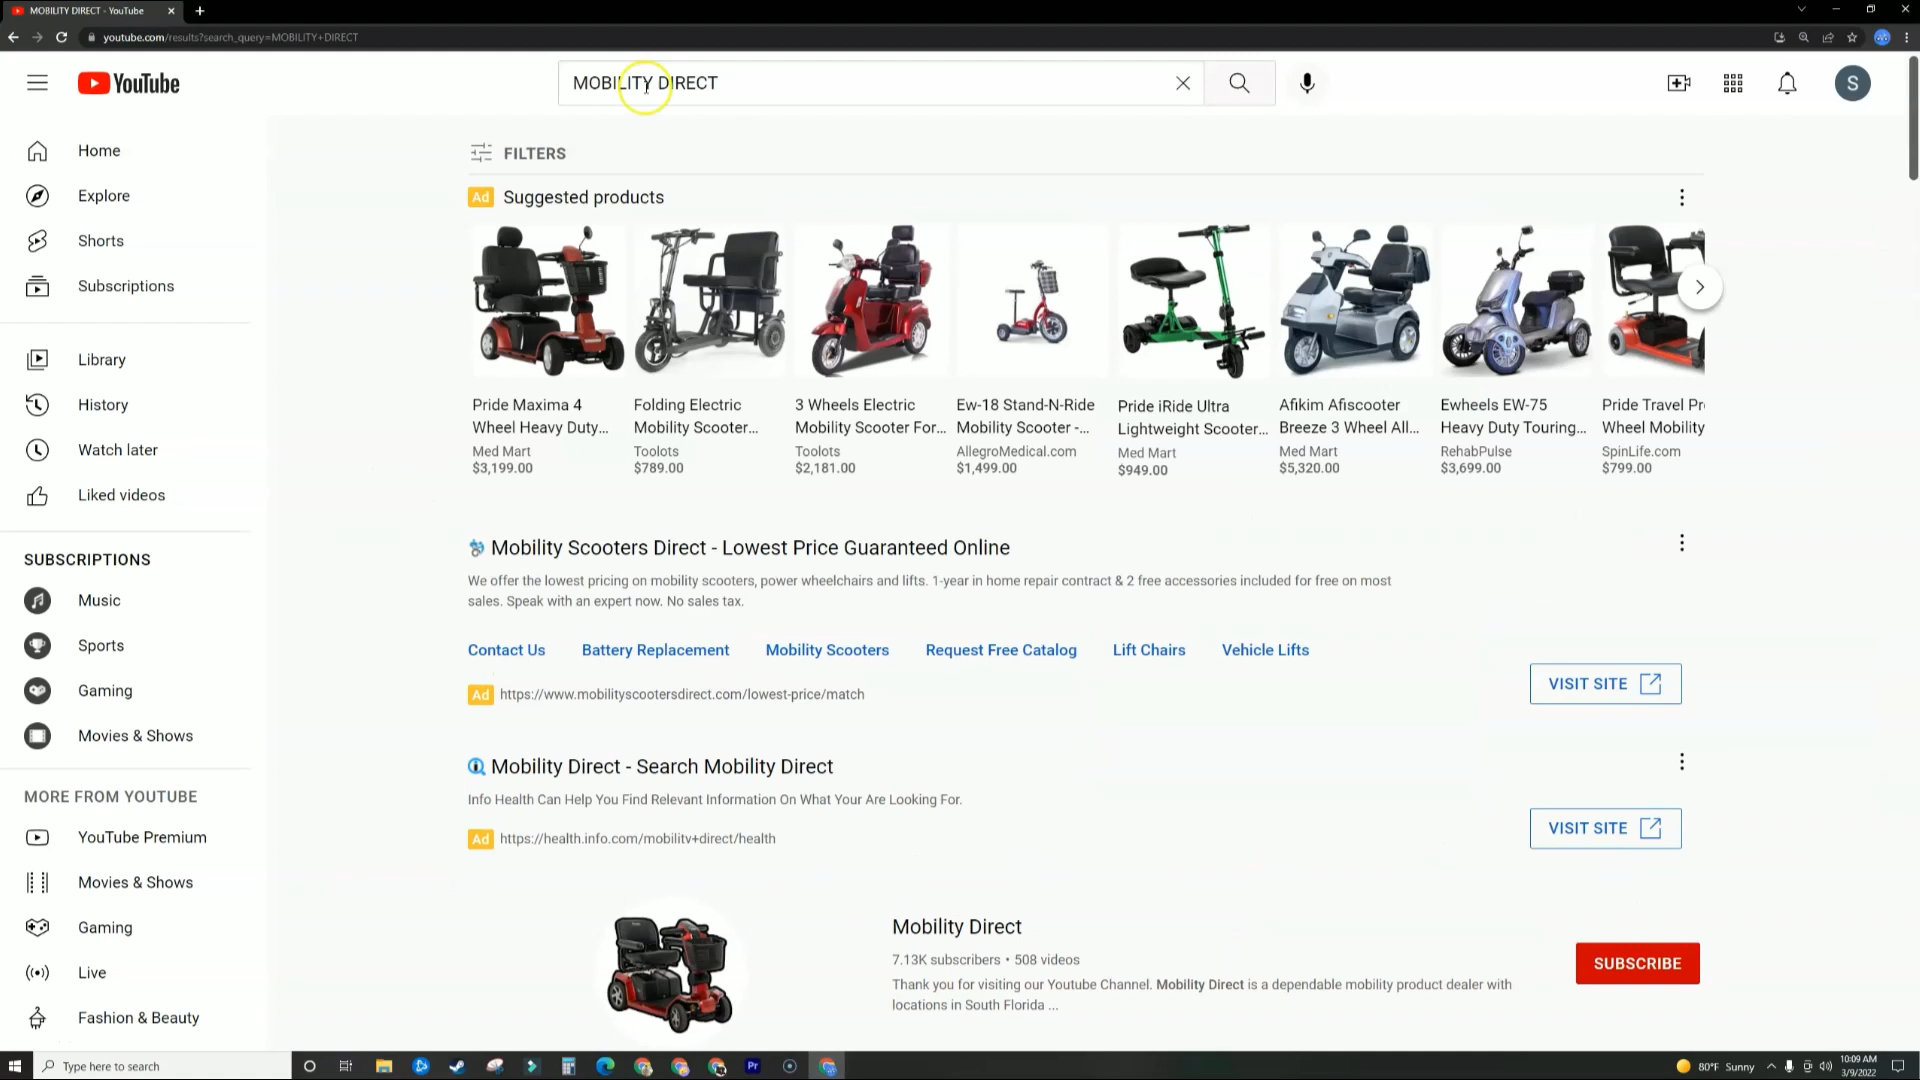 MOBILITY DIRECT - YouTube
youtube.com/results?search_query=MOBILITY+DIRECT
YouTube
MOBILITY DIRECT
S
Home
Explore
Shorts
Subscriptions
Library
History
Watch later
Liked videos
SUBSCRIPTIONS
Music
Sports
Gaming
Movies & Shows
MORE FROM YOUTUBE
YouTube Premium
Movies & Shows
Gaming
Live
Fashion & Beauty
FILTERS
Ad Suggested products
Pride Maxima 4
Wheel Heavy Duty...
Med Mart
$3,199.00
Folding Electric
Mobility Scooter...
Toolots
$789.00
3 Wheels Electric
Mobility Scooter For...
Toolots
$2,181.00
Ew-18 Stand-N-Ride
Mobility Scooter -...
AllegroMedical.com
$1,499.00
Pride iRide Ultra
Lightweight Scooter...
Med Mart
$949.00
Afikim Afiscooter
Breeze 3 Wheel All...
Med Mart
$5,320.00
Ewheels EW-75
Heavy Duty Touring...
RehabPulse
$3,699.00
Pride Travel Pr
Wheel Mobility
SpinLife.com
$799.00
Mobility Scooters Direct - Lowest Price Guaranteed Online
We offer the lowest pricing on mobility scooters, power wheelchairs and lifts. 1-year in home repair contract & 2 free accessories included for free on most
sales. Speak with an expert now. No sales tax.
Contact Us Battery Replacement Mobility Scooters Request Free Catalog Lift Chairs Vehicle Lifts
VISIT SITE
Ad https://www.mobilityscootersdirect.com/lowest-price/match
Mobility Direct - Search Mobility Direct
Info Health Can Help You Find Relevant Information On What Your Are Looking For.
VISIT SITE
Ad https://health.info.com/mobility+direct/health
Mobility Direct
7.13K subscribers • 508 videos
Thank you for visiting our Youtube Channel. Mobility Direct is a dependable mobility product dealer with
locations in South Florida ...
SUBSCRIBE
Type here to search
Pr
80°F Sunny
10:09 AM
3/9/2022